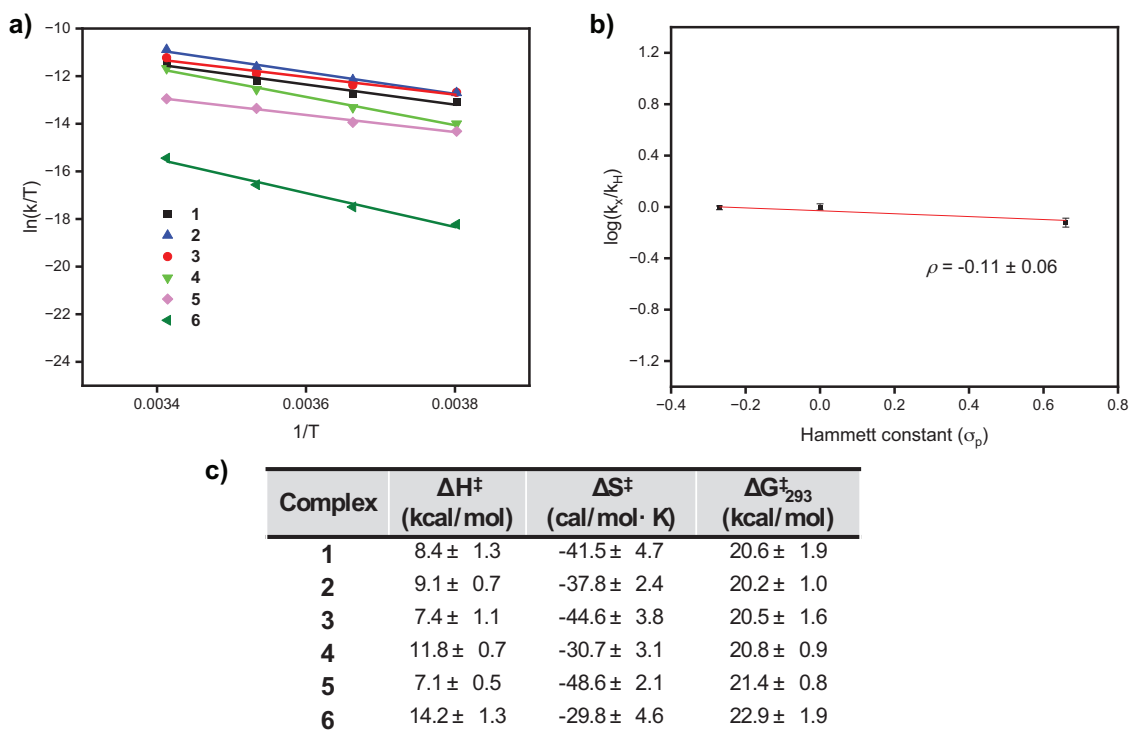 a)
−10
−12
−14
−16
−18
−20
−22
−24
ln(k/T)
1
2
3
4
5
6
0.0034
0.0036
0.0038
1/T
b)
1.2
0.8
0.4
0.0
−0.4
−0.8
−1.2
log(kₓ/k_H)
ρ = -0.11 ± 0.06
−0.4
−0.2
0.0
0.2
0.4
0.6
0.8
Hammett constant (σₚ)
c)
Complex ΔH‡ (kcal/mol) ΔS‡ (cal/mol· K) ΔG‡₂₉₃ (kcal/mol)
1 8.4 ± 1.3 -41.5 ± 4.7 20.6 ± 1.9
2 9.1 ± 0.7 -37.8 ± 2.4 20.2 ± 1.0
3 7.4 ± 1.1 -44.6 ± 3.8 20.5 ± 1.6
4 11.8 ± 0.7 -30.7 ± 3.1 20.8 ± 0.9
5 7.1 ± 0.5 -48.6 ± 2.1 21.4 ± 0.8
6 14.2 ± 1.3 -29.8 ± 4.6 22.9 ± 1.9